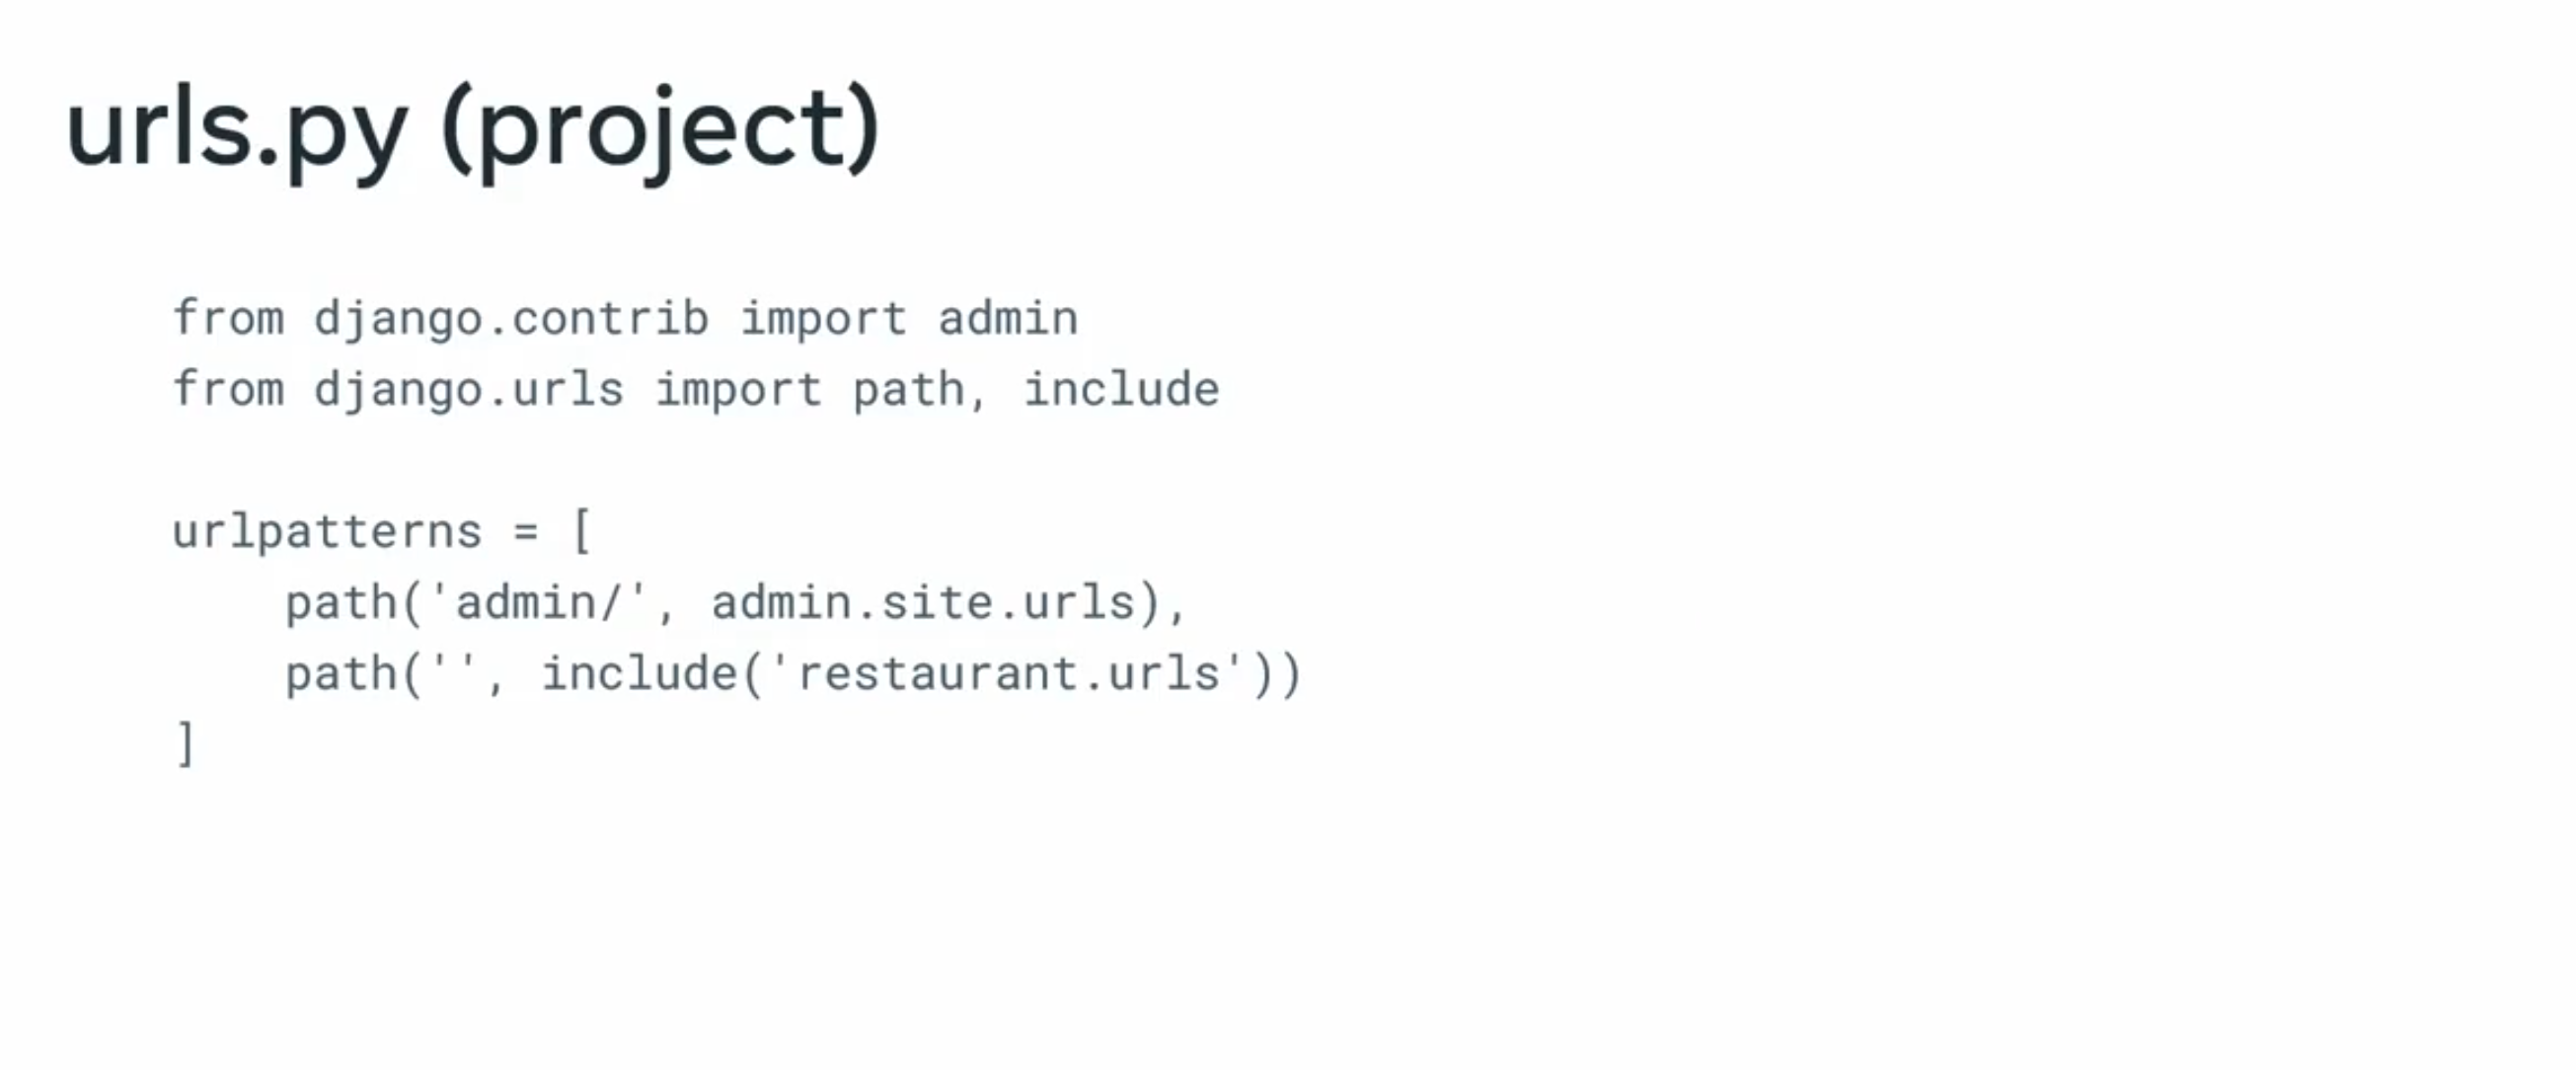 urls.py (project)
from django.contrib import admin
from django.urls import path, include
urlpatterns = [
    path('admin/', admin.site.urls),
    path('', include('restaurant.urls'))
]